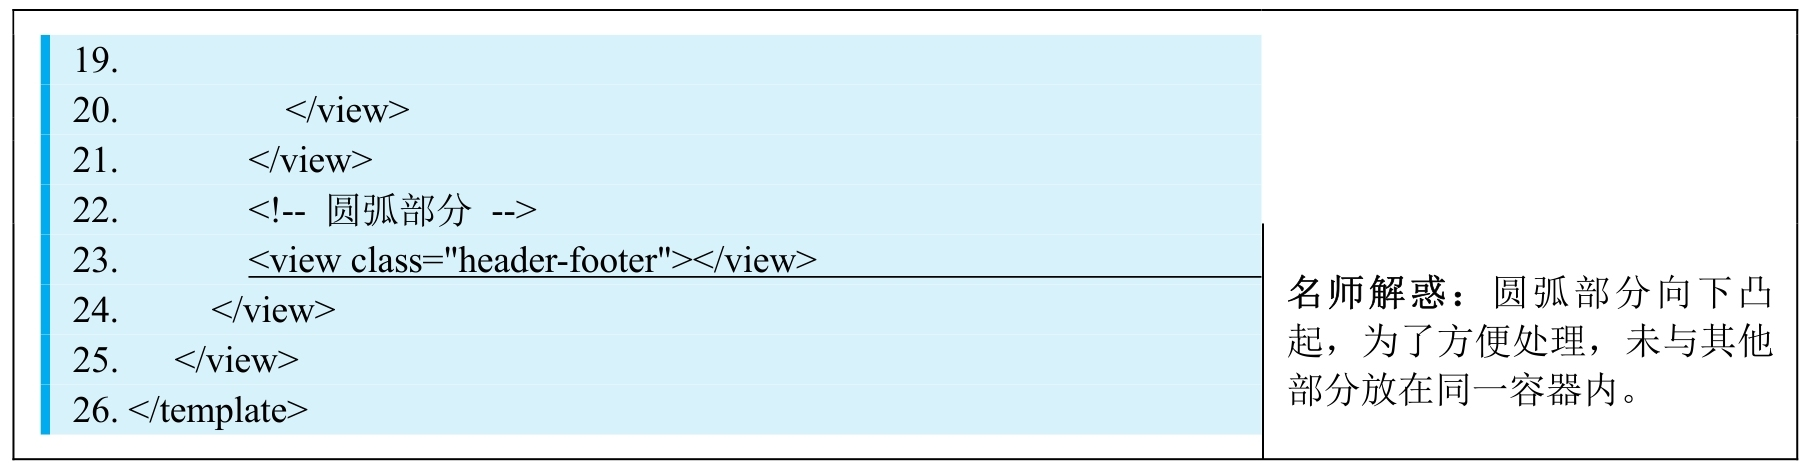 19.
20. </view>
21. </view>
22. <!-- 圆弧部分 -->
23. <view class="header-footer"></view>
24. </view>
25. </view>
26. </template>
名师解惑：圆弧部分向下凸
起，为了方便处理，未与其他
部分放在同一容器内。